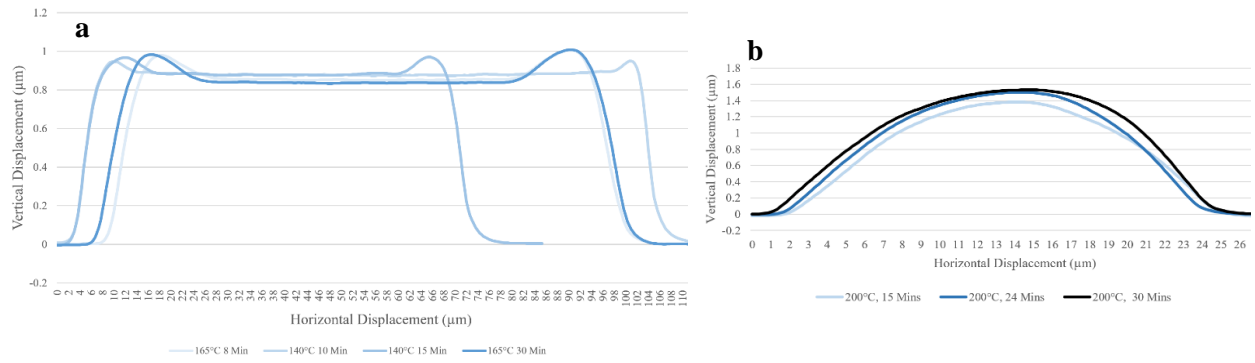 a
1.2
1
0.8
0.6
0.4
0.2
0
-0.2
Vertical Displacement (µm)
0 2 4 6 8 10 12 14 16 18 20 22 24 26 28 30 32 34 36 38 40 42 44 46 48 50 52 54 56 58 60 62 64 66 68 70 72 74 76 78 80 82 84 86 88 90 92 94 96 98 100 102 104 106 108 110
Horizontal Displacement (µm)
165°C 8 Min 140°C 10 Min 140°C 15 Min 165°C 30 Min
b
1.8
1.6
1.4
1.2
1
0.8
0.6
0.4
0.2
0
-0.2
Vertical Displacement (µm)
0 1 2 3 4 5 6 7 8 9 10 11 12 13 14 15 16 17 18 19 20 21 22 23 24 25 26
Horizontal Displacement (µm)
200°C, 15 Mins 200°C, 24 Mins 200°C, 30 Mins